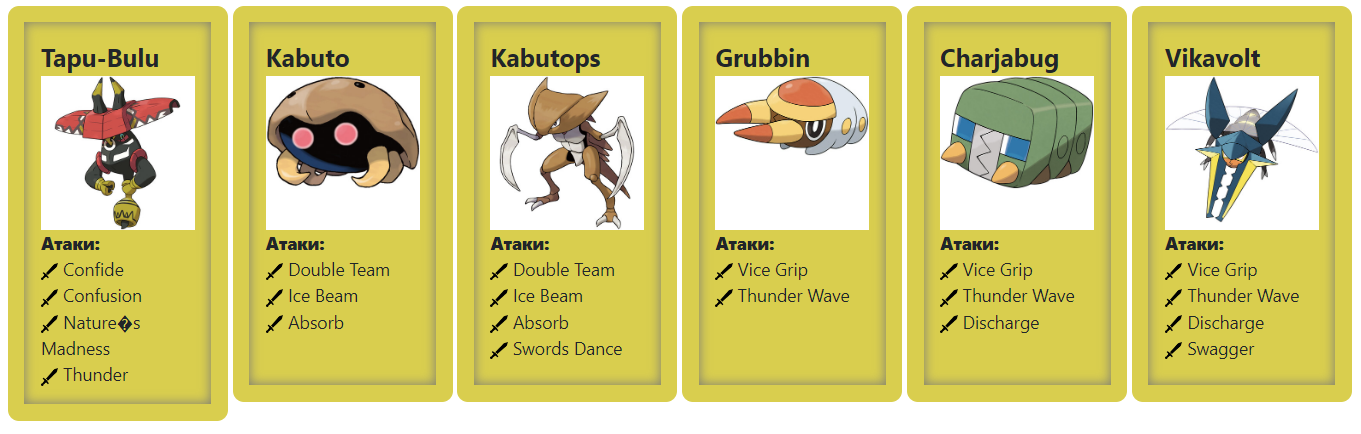 Tapu-Bulu
Атаки:
Confide
Confusion
Nature�s
Madness
Thunder
Kabuto
Атаки:
Double Team
Ice Beam
Absorb
Kabutops
Атаки:
Double Team
Ice Beam
Absorb
Swords Dance
Grubbin
Атаки:
Vice Grip
Thunder Wave
Charjabug
Атаки:
Vice Grip
Thunder Wave
Discharge
Vikavolt
Атаки:
Vice Grip
Thunder Wave
Discharge
Swagger